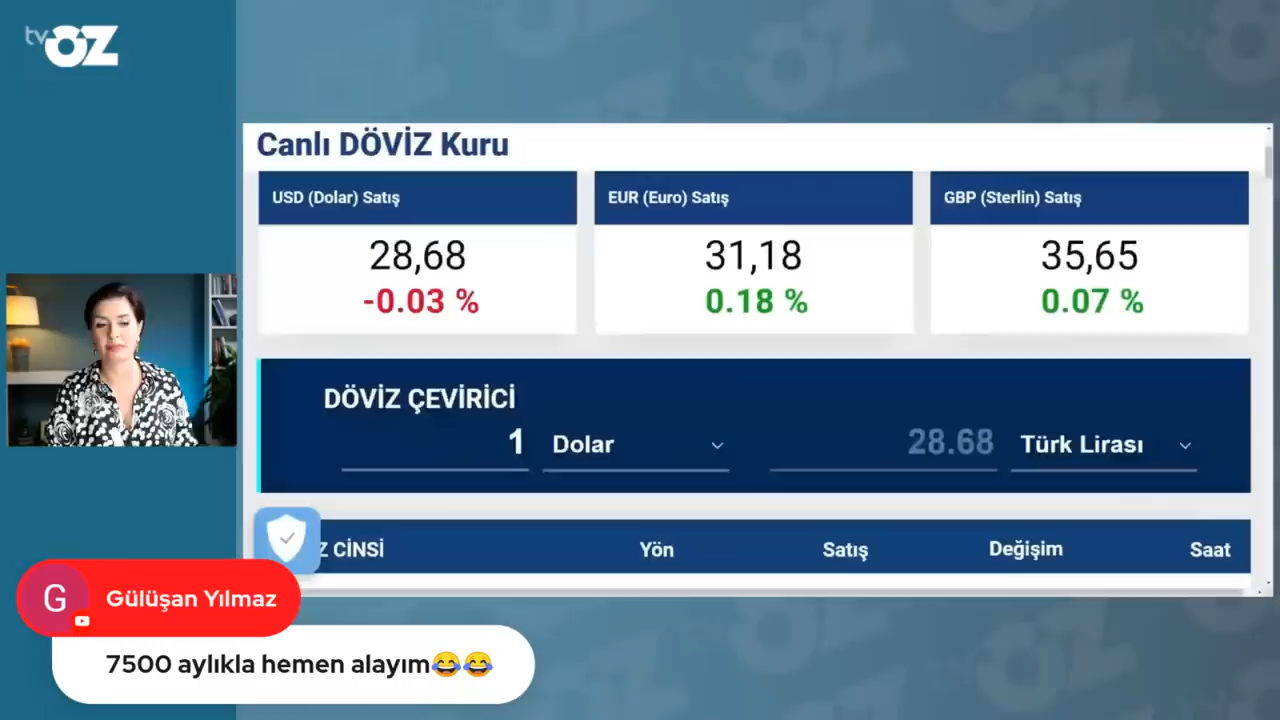 tv ÖZ
Canlı DÖVİZ Kuru
USD (Dolar) Satış
28,68
-0.03 %
EUR (Euro) Satış
31,18
0.18 %
GBP (Sterlin) Satış
35,65
0.07 %
DÖVİZ ÇEVİRİCİ
1 Dolar 28.68 Türk Lirası
Z CİNSİ Yön Satış Değişim Saat
G Gülüşan Yılmaz
7500 aylıkla hemen alayım😂😂